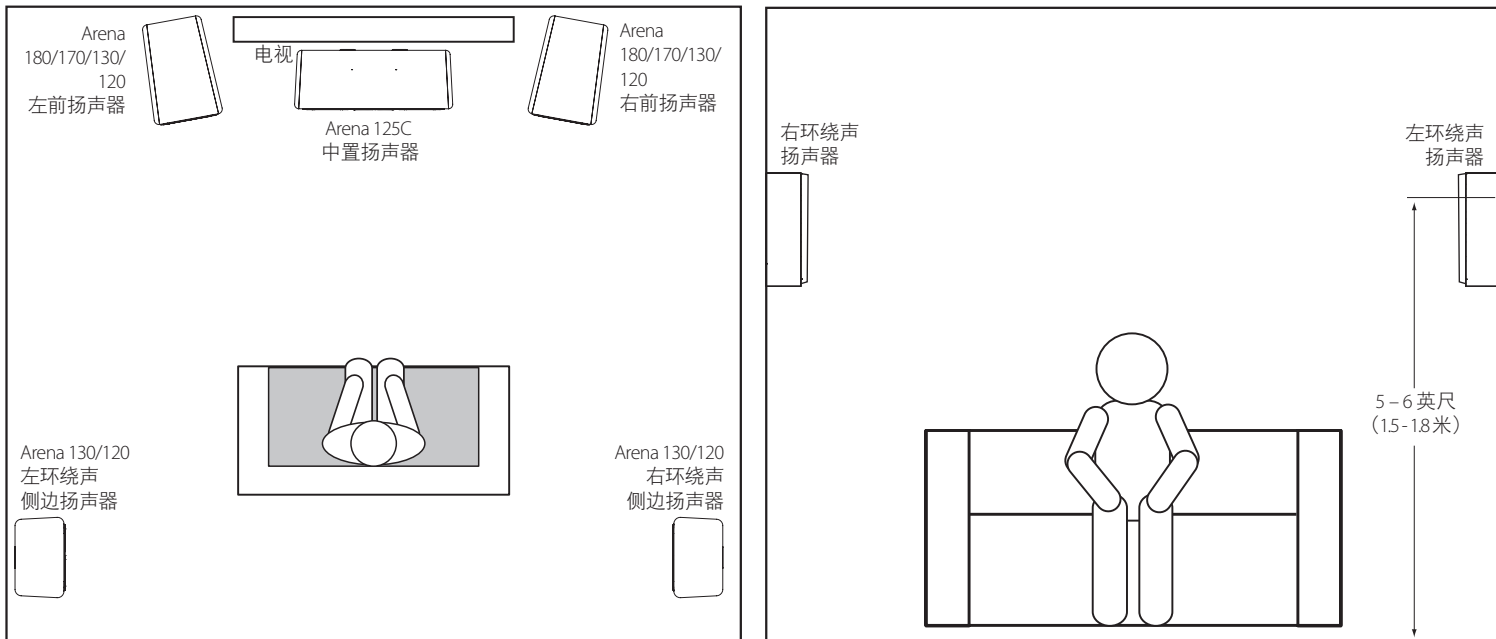 Arena
180/170/130/
120
左前扬声器
电视
Arena
180/170/130/
120
右前扬声器
Arena 125C
中置扬声器
Arena 130/120
左环绕声
侧边扬声器
Arena 130/120
右环绕声
侧边扬声器
右环绕声
扬声器
左环绕声
扬声器
5 – 6 英尺
（1.5 - 1.8 米）